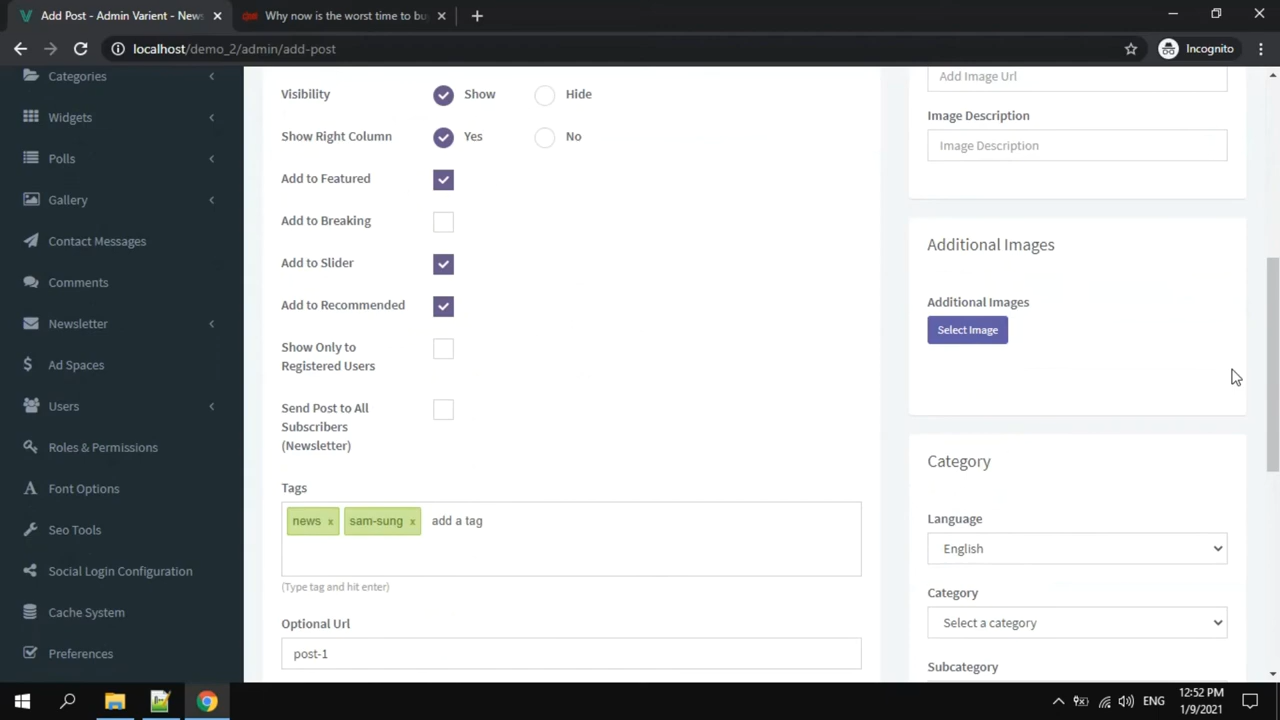 Add Post - Admin Varient - News
Why now is the worst time to bu
localhost/demo_2/admin/add-post
Incognito
Categories
Widgets
Polls
Gallery
Contact Messages
Comments
Newsletter
Ad Spaces
Users
Roles & Permissions
Font Options
Seo Tools
Social Login Configuration
Cache System
Preferences
Visibility
Show
Hide
Show Right Column
Yes
No
Add to Featured
Add to Breaking
Add to Slider
Add to Recommended
Show Only to
Registered Users
Send Post to All
Subscribers
(Newsletter)
Tags
news x
sam-sung x
add a tag
(Type tag and hit enter)
Optional Url
post-1
Add Image Url
Image Description
Image Description
Additional Images
Additional Images
Select Image
Category
Language
English
Category
Select a category
Subcategory
ENG
12:52 PM
1/9/2021